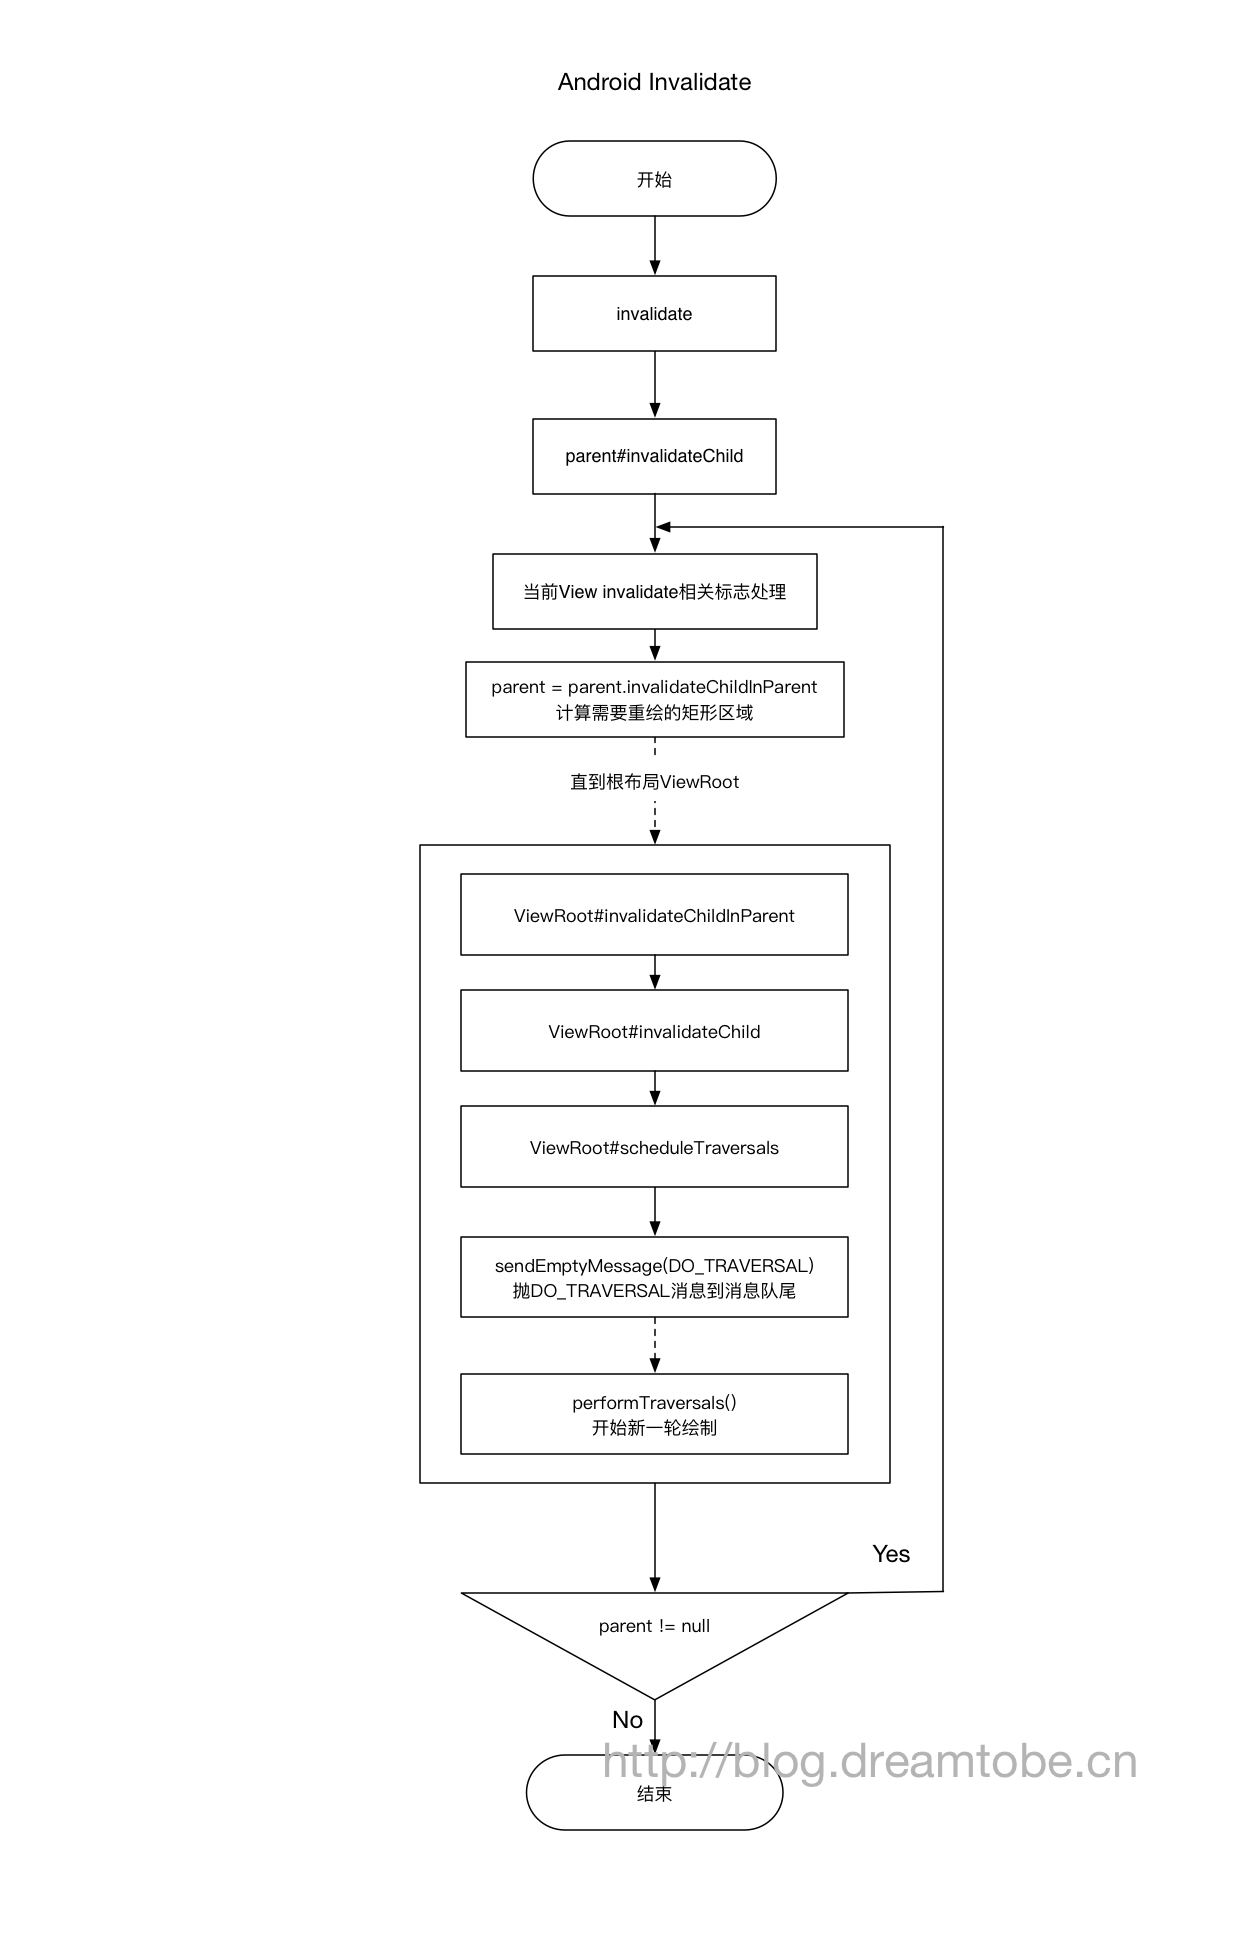 Android Invalidate
开始
invalidate
parent#invalidateChild
当前View invalidate相关标志处理
parent = parent.invalidateChildInParent
计算需要重绘的矩形区域
直到根布局ViewRoot
ViewRoot#invalidateChildInParent
ViewRoot#invalidateChild
ViewRoot#scheduleTraversals
sendEmptyMessage(DO_TRAVERSAL)
抛DO_TRAVERSAL消息到消息队尾
performTraversals()
开始新一轮绘制
Yes
parent != null
No
http://blog.dreamtobe.cn
结束